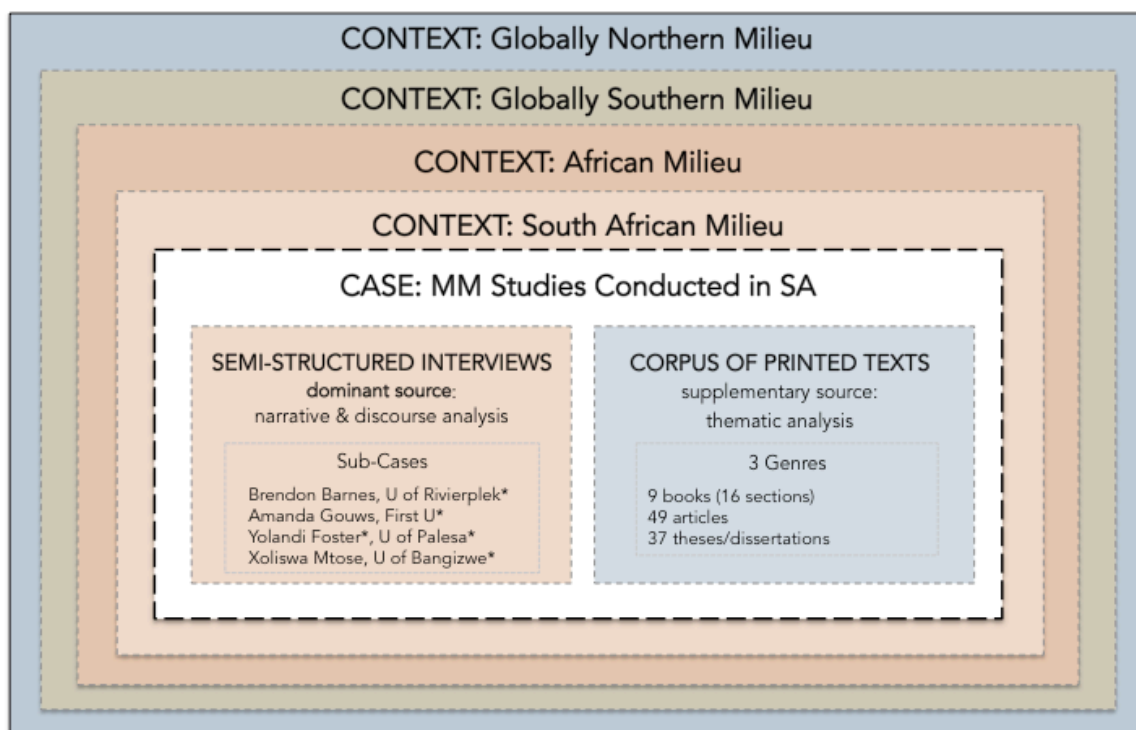 CONTEXT: Globally Northern Milieu
CONTEXT: Globally Southern Milieu
CONTEXT: African Milieu
CONTEXT: South African Milieu
CASE: MM Studies Conducted in SA
SEMI-STRUCTURED INTERVIEWS
dominant source:
narrative & discourse analysis
Sub-Cases
Brendon Barnes, U of Rivierplek*
Amanda Gouws, First U*
Yolandi Foster*, U of Palesa*
Xoliswa Mtose, U of Bangizwe*
CORPUS OF PRINTED TEXTS
supplementary source:
thematic analysis
3 Genres
9 books (16 sections)
49 articles
37 theses/dissertations